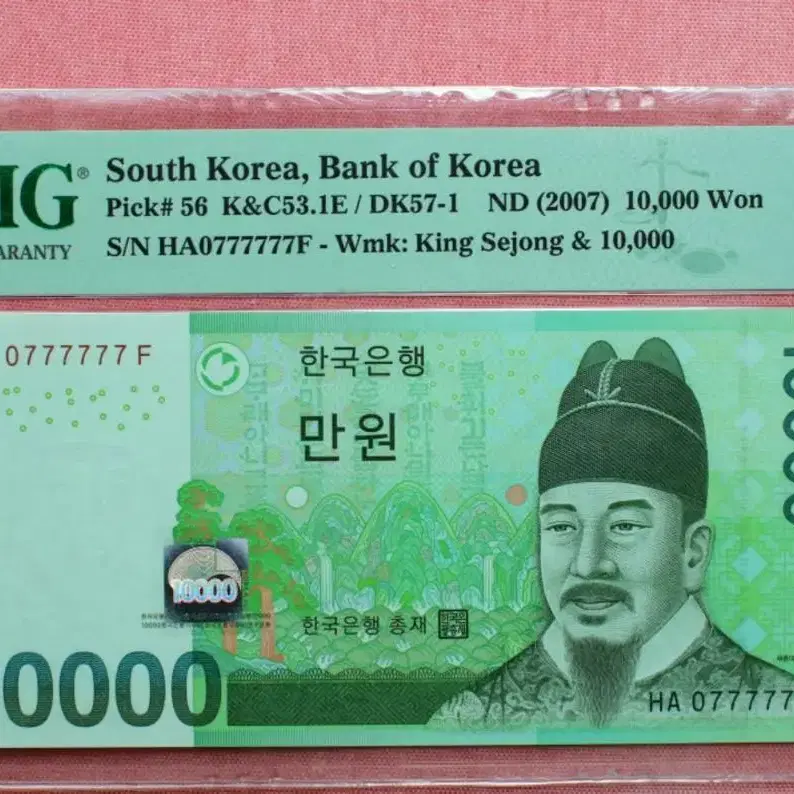 MG®
ARANTY
South Korea, Bank of Korea
Pick# 56 K&C53.1E / DK57-1 ND (2007) 10,000 Won
S/N HA0777777F - Wmk: King Sejong & 10,000
0777777 F
한국은행
만원
10000
10000
한국은행 총재
0000
HA 077777